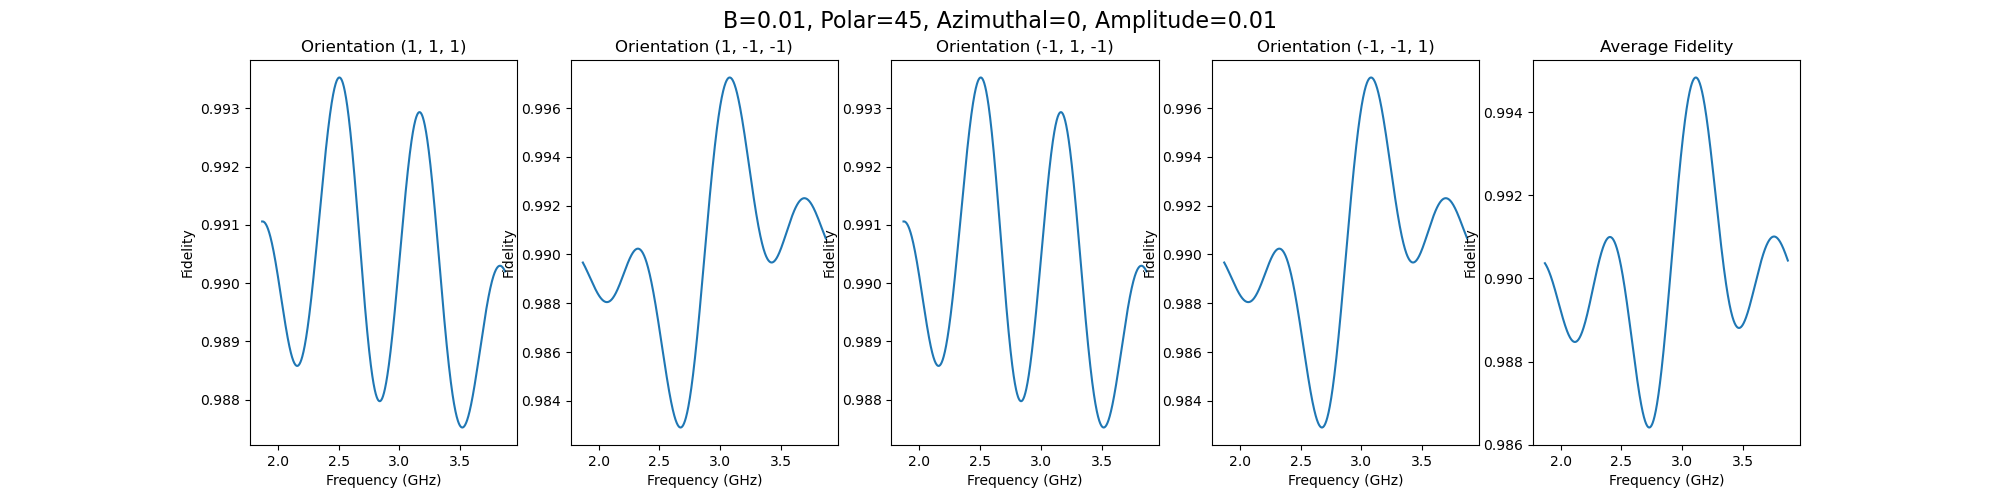 B=0.01, Polar=45, Azimuthal=0, Amplitude=0.01
Orientation (1, 1, 1)
Fidelity
0.993
0.992
0.991
0.990
0.989
0.988
2.0 2.5 3.0 3.5
Frequency (GHz)
Orientation (1, -1, -1)
Fidelity
0.996
0.994
0.992
0.990
0.988
0.986
0.984
2.0 2.5 3.0 3.5
Frequency (GHz)
Orientation (-1, 1, -1)
Fidelity
0.993
0.992
0.991
0.990
0.989
0.988
2.0 2.5 3.0 3.5
Frequency (GHz)
Orientation (-1, -1, 1)
Fidelity
0.996
0.994
0.992
0.990
0.988
0.986
0.984
2.0 2.5 3.0 3.5
Frequency (GHz)
Average Fidelity
Fidelity
0.994
0.992
0.990
0.988
0.986
2.0 2.5 3.0 3.5
Frequency (GHz)